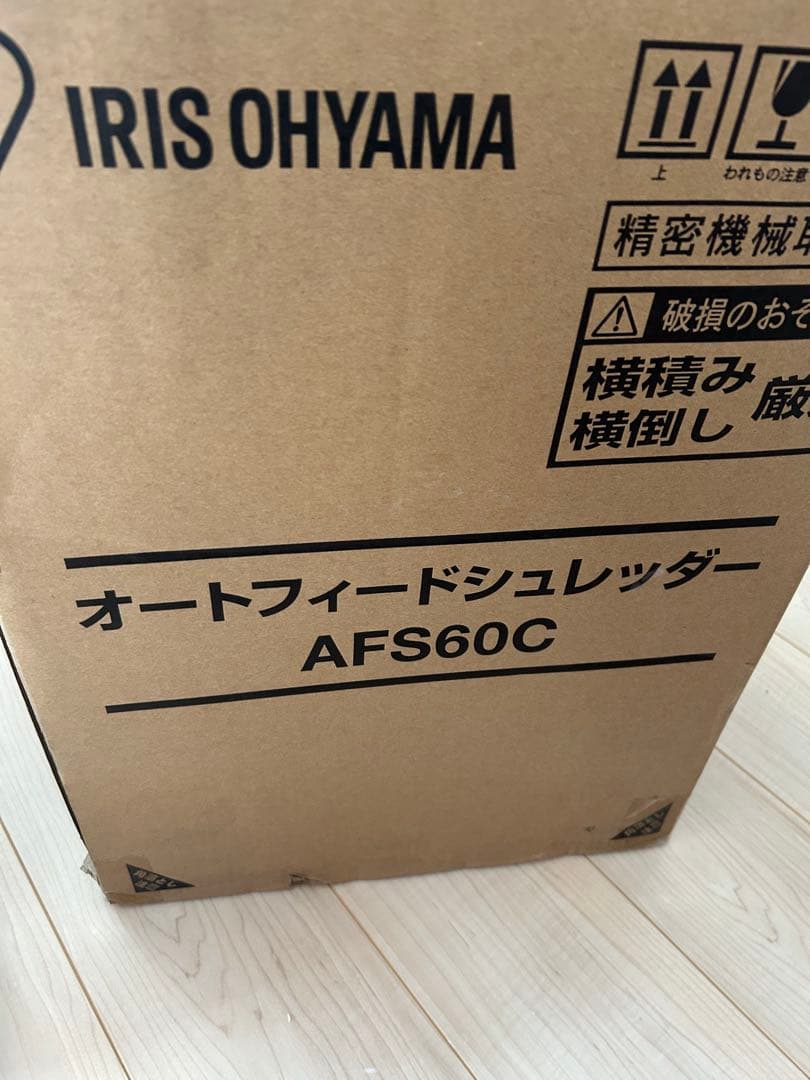 IRIS OHYAMA
上
われもの注意
精密機械
破損のおそ
横積み
横倒し
厳
オートフィードシュレッダー
AFS60C